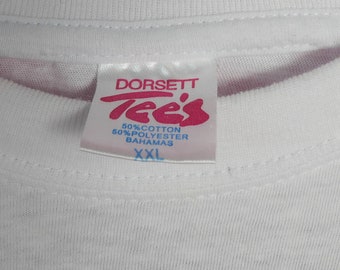 DORSETT
Tee's
50% COTTON
50% POLYESTER
BAHAMAS
XXL